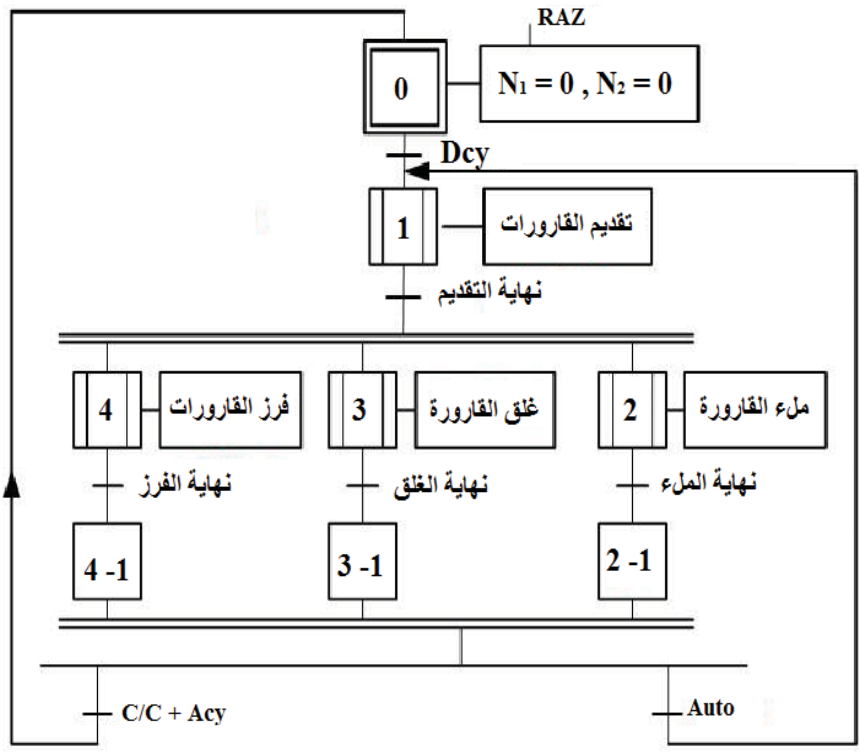 RAZ
0
N₁ = 0 , N₂ = 0
Dcy
1
تقديم القارورات
نهاية التقديم
2
ملء القارورة
3
غلق القارورة
4
فرز القارورات
نهاية الملء
نهاية الغلق
نهاية الفرز
2 -1
3 -1
4 -1
C/C + Acy
Auto